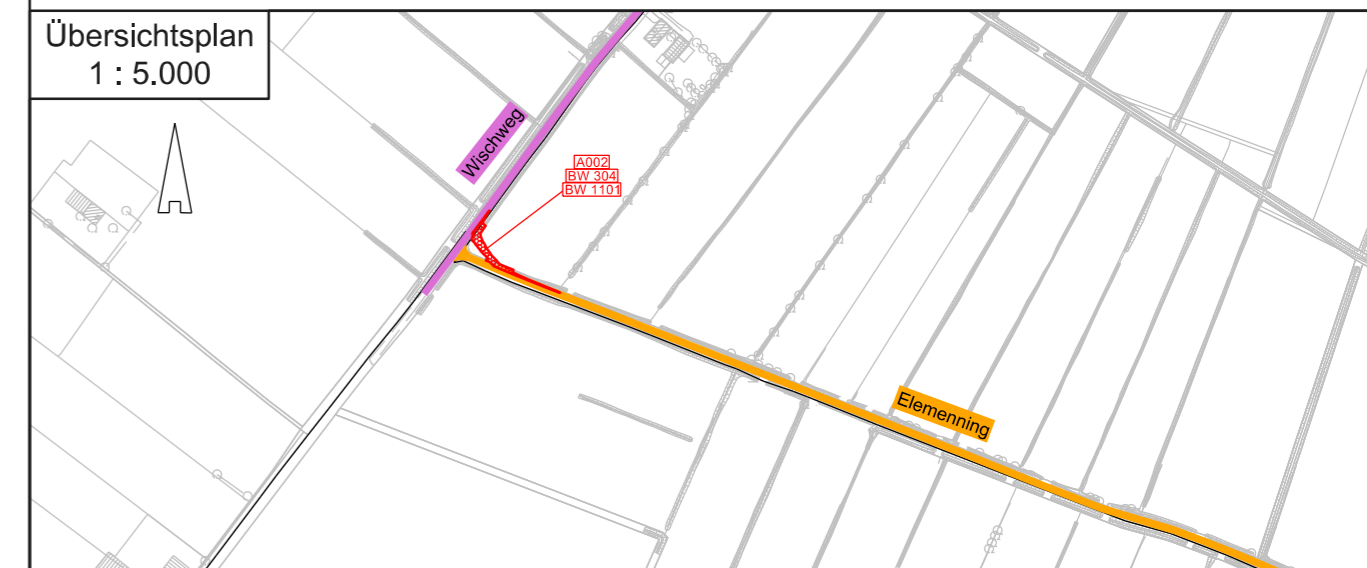 Übersichtsplan
1 : 5.000
Wischweg
A002
BW 304
BW 1101
Elemenning